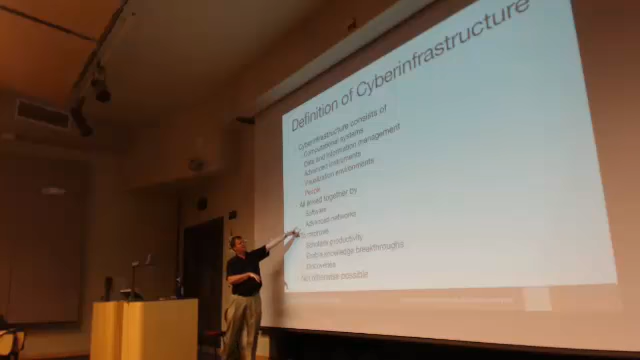 Definition of Cyberinfrastructure
Cyberinfrastructure consists of
Computational systems
Data and information management
Advanced instruments
Visualization environments
People
All linked together by
Software
Advanced networks
To improve
Scholarly productivity
Enable knowledge breakthroughs
Discoveries
Not otherwise possible